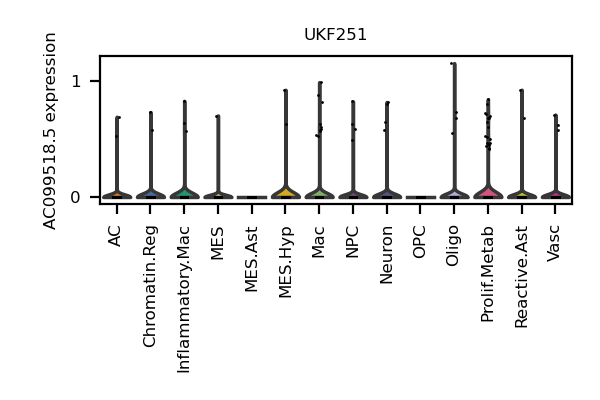 UKF251
AC099518.5 expression
1
0
AC
Chromatin.Reg
Inflammatory.Mac
MES
MES.Ast
MES.Hyp
Mac
NPC
Neuron
OPC
Oligo
Prolif.Metab
Reactive.Ast
Vasc